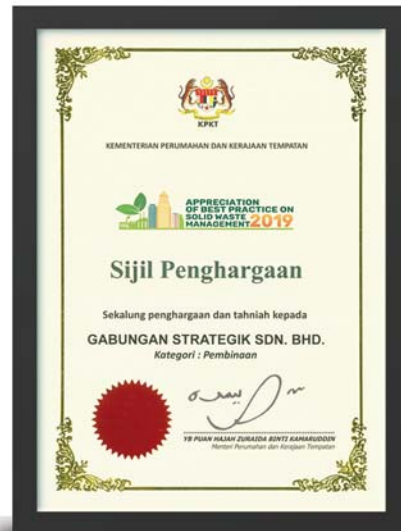 KPKT
KEMENTERIAN PERUMAHAN DAN KERAJAAN TEMPATAN
APPRECIATION
OF BEST PRACTICE ON
SOLID WASTE
MANAGEMENT 2019
Sijil Penghargaan
Sekalung penghargaan dan tahniah kepada
GABUNGAN STRATEGIK SDN. BHD.
Kategori : Pembinaan
YB PUAN HAJAH ZURAIDA BINTI KAMARUDDIN
Menteri Perumahan dan Kerajaan Tempatan